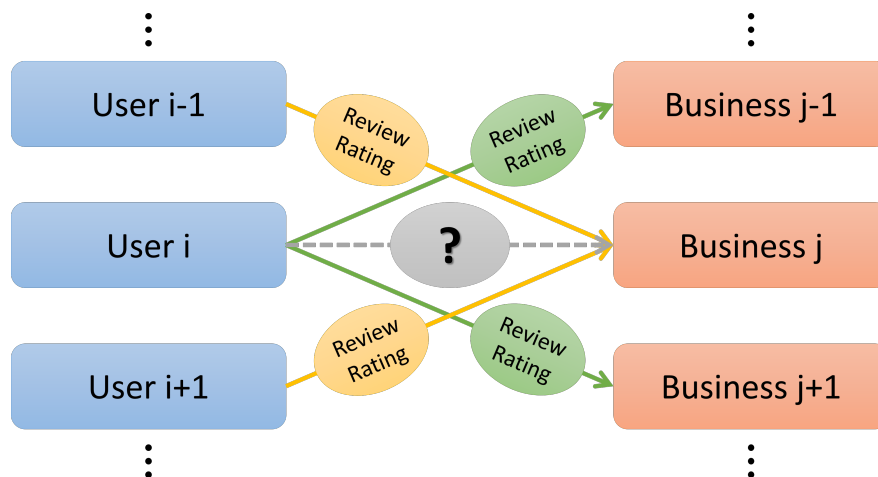 User i-1
Review
Rating
Review
Rating
Business j-1
User i
?
Business j
User i+1
Review
Rating
Review
Rating
Business j+1